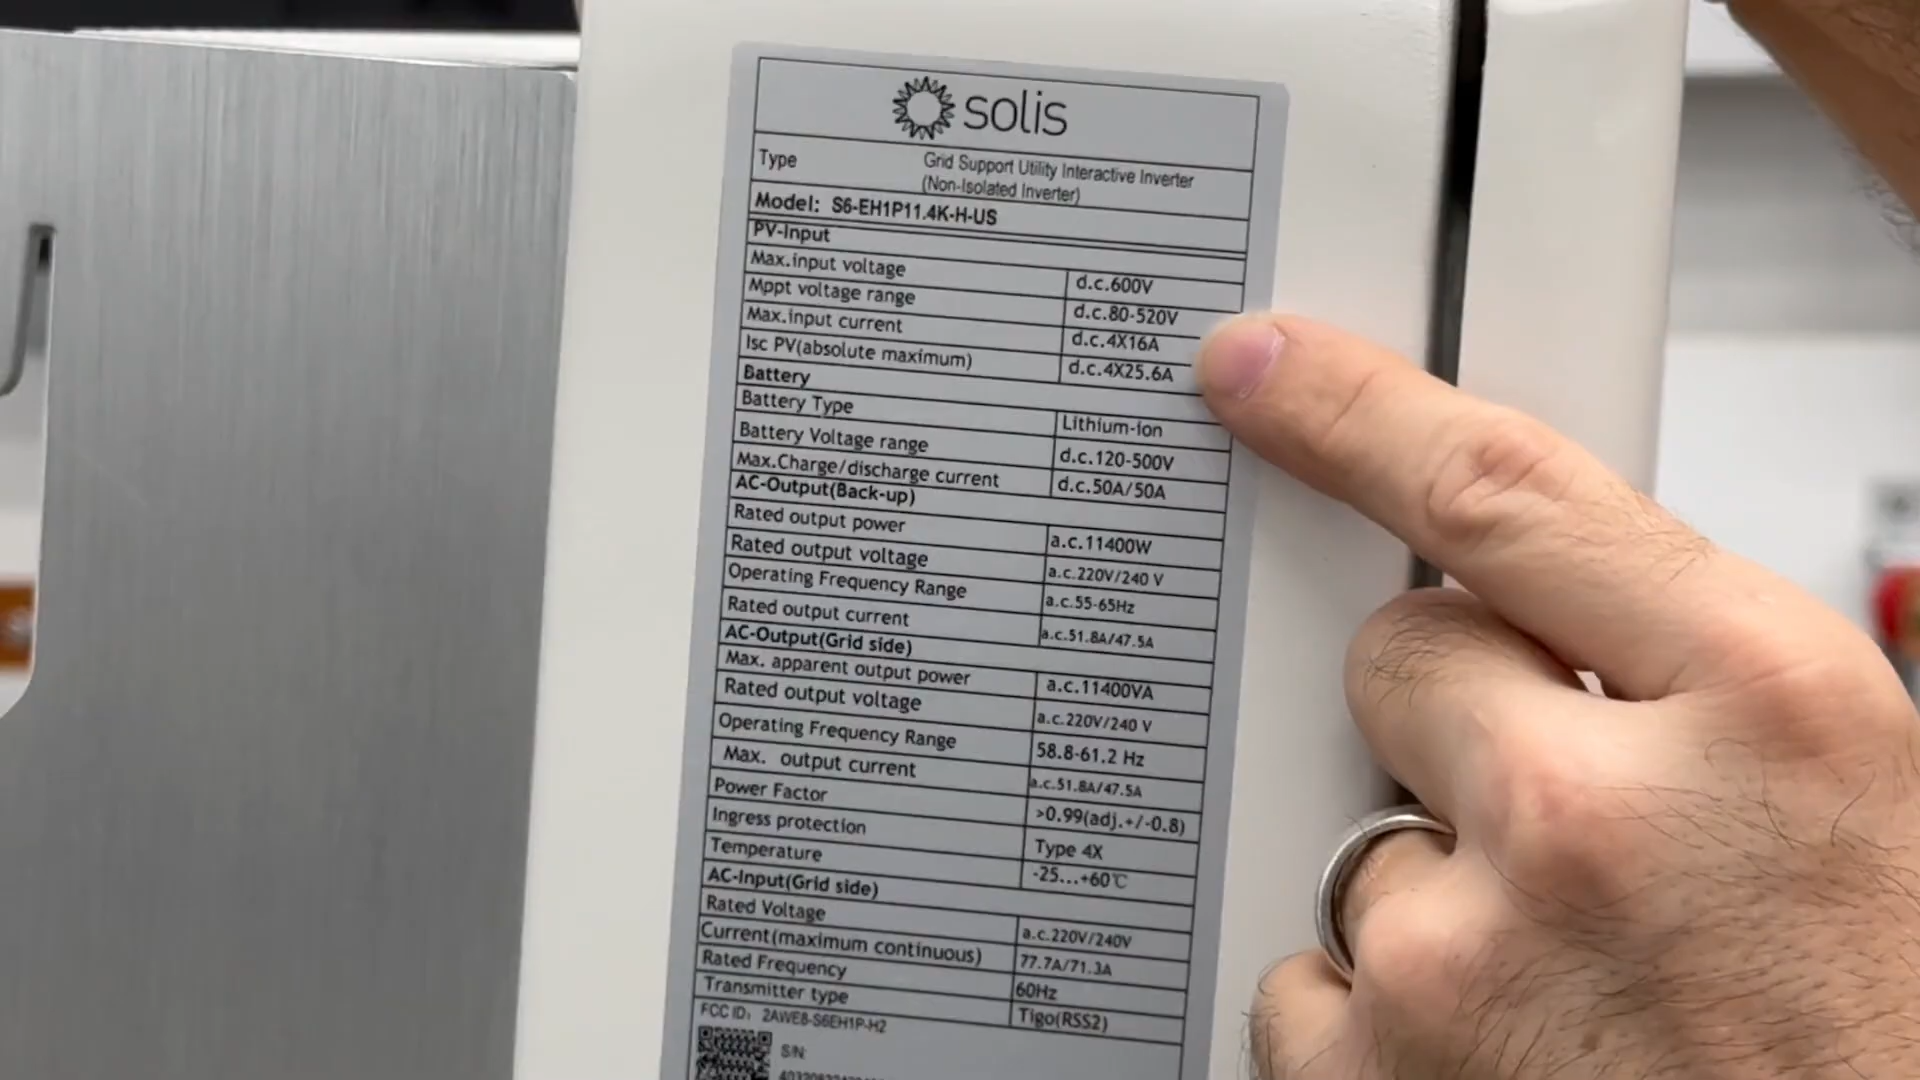 solis
Type Grid Support Utility Interactive Inverter
(Non-Isolated Inverter)
Model: S6-EH1P11.4K-H-US
PV-Input
Max.input voltage d.c.600V
Mppt voltage range d.c.80-520V
Max.input current d.c.4X16A
Isc PV(absolute maximum) d.c.4X25.6A
Battery
Battery Type Lithium-ion
Battery Voltage range d.c.120-500V
Max.Charge/discharge current d.c.50A/50A
AC-Output(Back-up)
Rated output power a.c.11400W
Rated output voltage a.c.220V/240 V
Operating Frequency Range a.c.55-65Hz
Rated output current a.c.51.8A/47.5A
AC-Output(Grid side)
Max. apparent output power a.c.11400VA
Rated output voltage a.c.220V/240 V
Operating Frequency Range 58.8-61.2 Hz
Max. output current a.c.51.8A/47.5A
Power Factor >0.99(adj.+/-0.8)
Ingress protection Type 4X
Temperature -25...+60℃
AC-Input(Grid side)
Rated Voltage a.c.220V/240V
Current(maximum continuous) 77.7A/71.3A
Rated Frequency 60Hz
Transmitter type Tigo(RSS2)
FCC ID: 2AWE8-S6EH1P-H2
S/N: